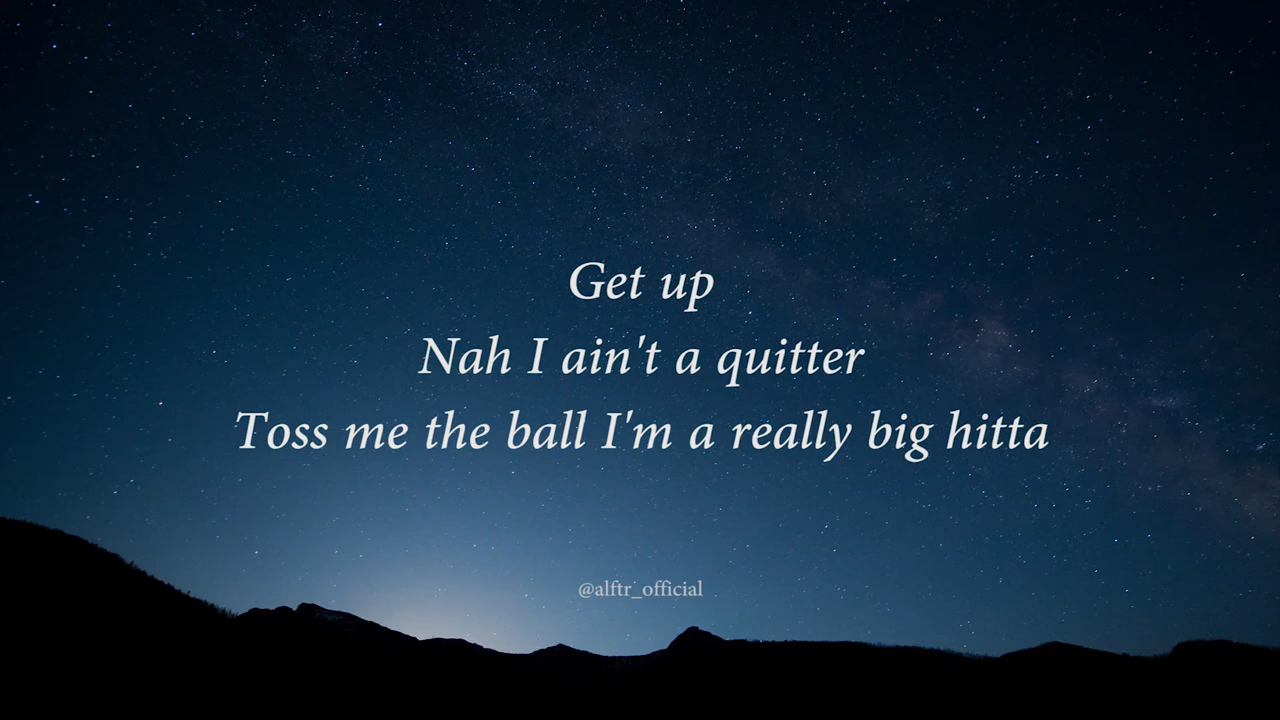 Get up
Nah I ain't a quitter
Toss me the ball I'm a really big hitta
@alftr_official